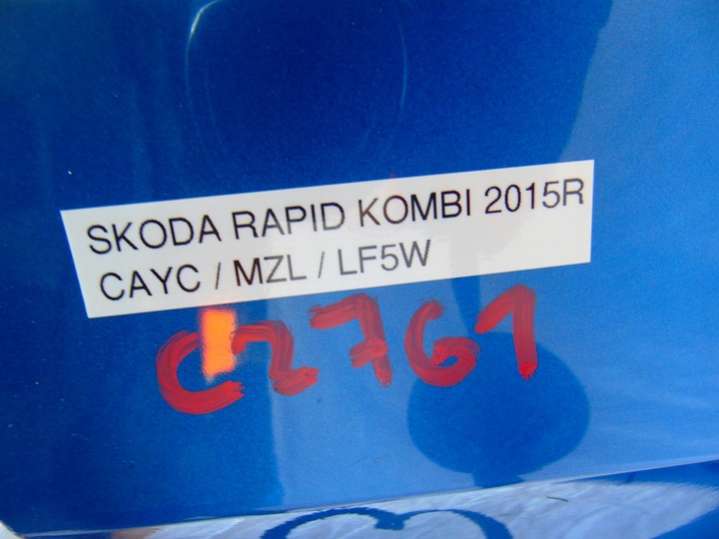 SKODA RAPID KOMBI 2015R
CAYC / MZL / LF5W
C2761